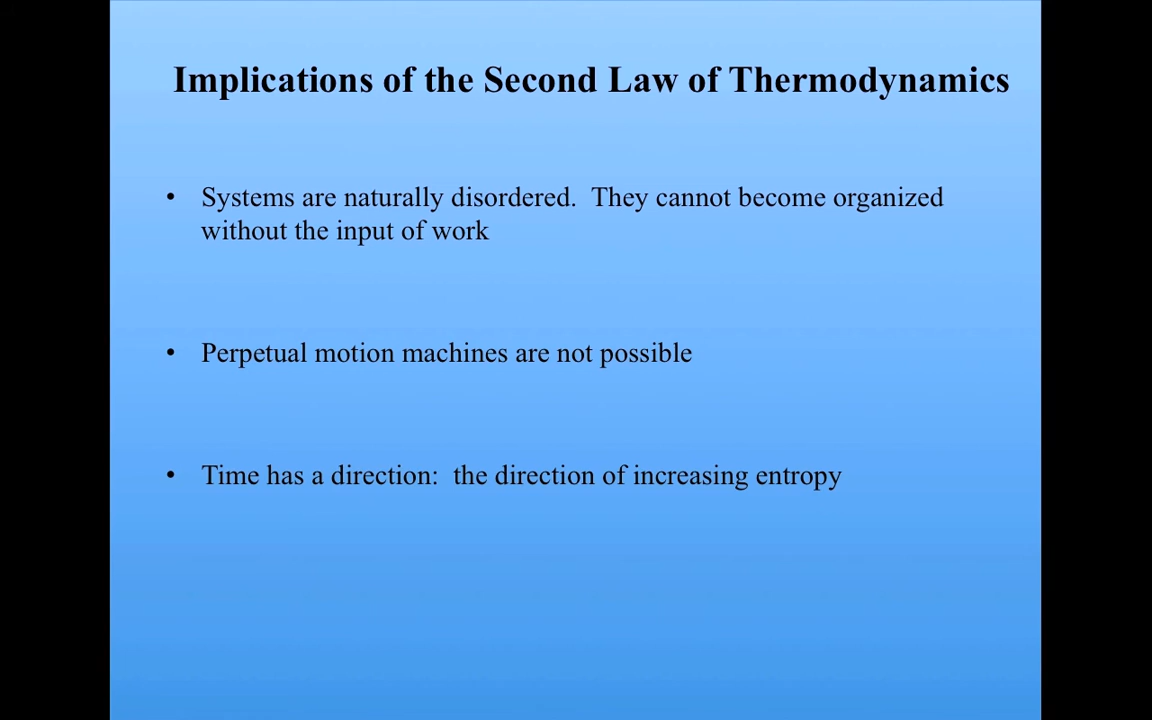 Implications of the Second Law of Thermodynamics
• Systems are naturally disordered.  They cannot become organized
without the input of work
• Perpetual motion machines are not possible
• Time has a direction:  the direction of increasing entropy